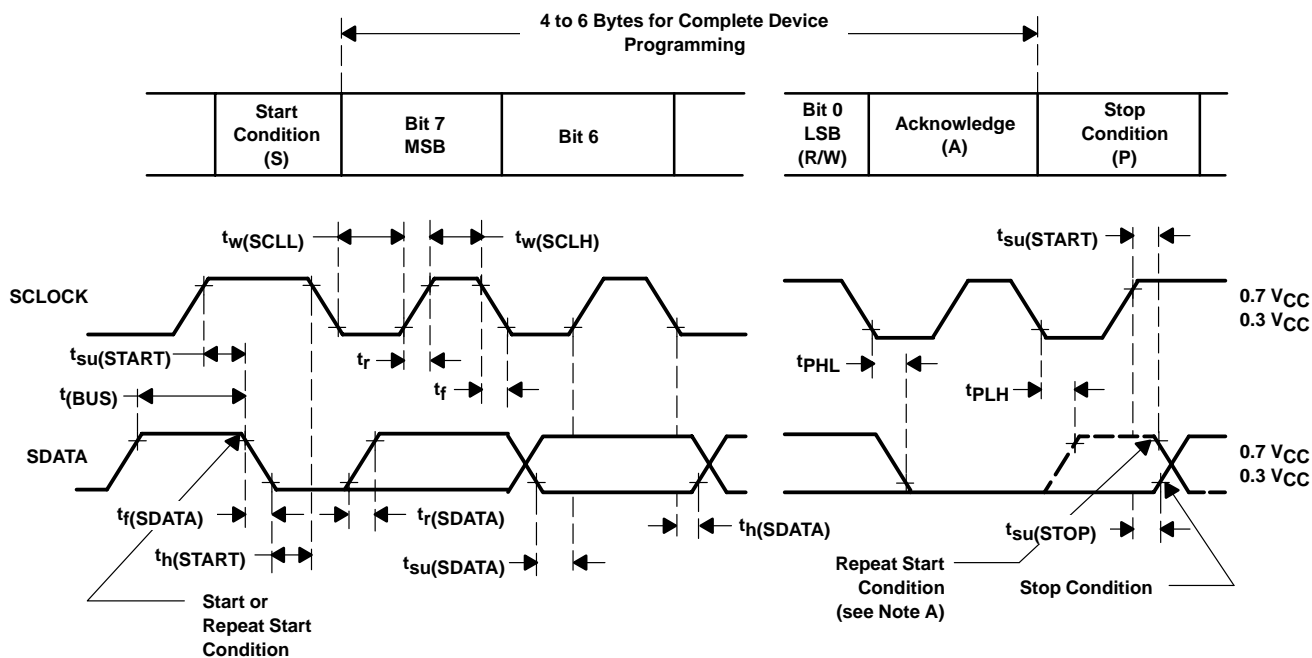 4 to 6 Bytes for Complete Device
Programming
Start
Condition
(S)
Bit 7
MSB
Bit 6
Bit 0
LSB
(R/W)
Acknowledge
(A)
Stop
Condition
(P)
tw(SCLL)
tw(SCLH)
tsu(START)
SCLOCK
0.7 VCC
0.3 VCC
tsu(START)
tr
tPHL
t(BUS)
tf
tPLH
SDATA
0.7 VCC
0.3 VCC
tf(SDATA)
tr(SDATA)
th(SDATA)
tsu(STOP)
th(START)
tsu(SDATA)
Repeat Start
Condition
(see Note A)
Stop Condition
Start or
Repeat Start
Condition